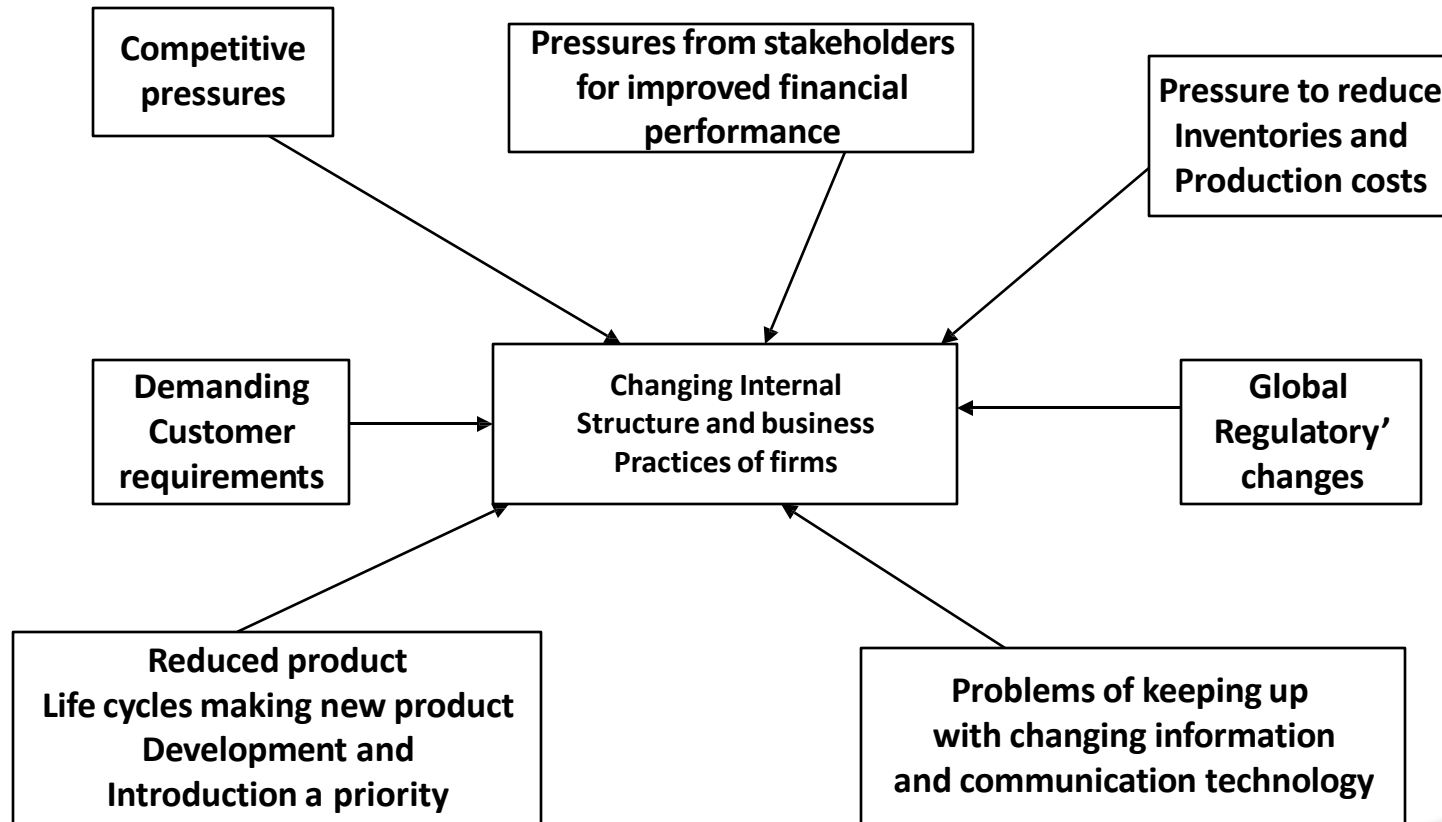 Competitive
pressures
Pressures from stakeholders
for improved financial
performance
Pressure to reduce
Inventories and
Production costs
Demanding
Customer
requirements
Changing Internal
Structure and business
Practices of firms
Global
Regulatory’
changes
Reduced product
Life cycles making new product
Development and
Introduction a priority
Problems of keeping up
with changing information
and communication technology